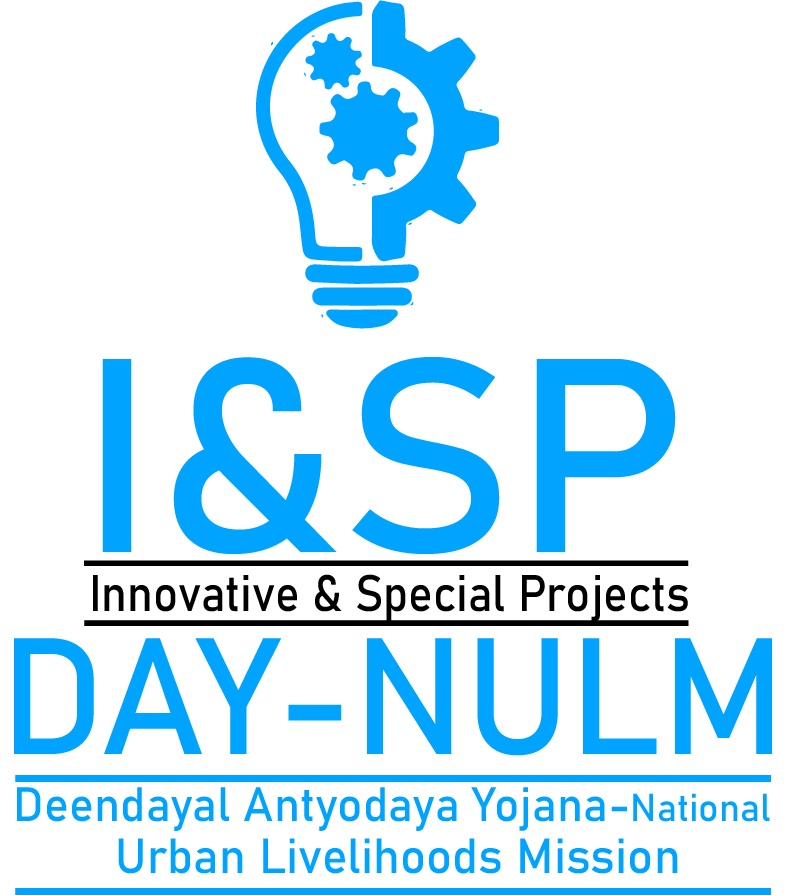 I&SP
Innovative & Special Projects
DAY-NULM
Deendayal Antyodaya Yojana-National
Urban Livelihoods Mission